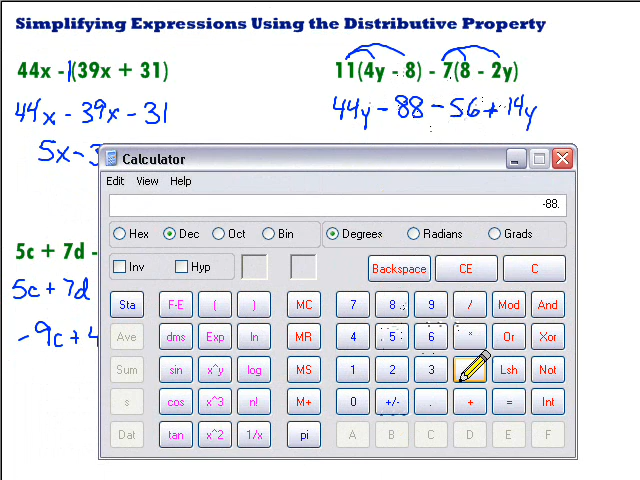 Simplifying Expressions Using the Distributive Property
44x - 1(39x + 31)
11(4y - 8) - 7(8 - 2y)
44x - 39x - 31
44y - 88 - 56 + 14y
5x - 3
Calculator
Edit View Help
-88.
Hex Dec Oct Bin Degrees Radians Grads
5c + 7d -
Inv Hyp Backspace CE C
5c + 7d
Sta F-E ( ) MC 7 8 9 / Mod And
Ave dms Exp ln MR 4 5 6 * Or Xor
-9c + 4
Sum sin x^y log MS 1 2 3 Lsh Not
s cos x^3 n! M+ 0 +/- . + = Int
Dat tan x^2 1/x pi A B C D E F